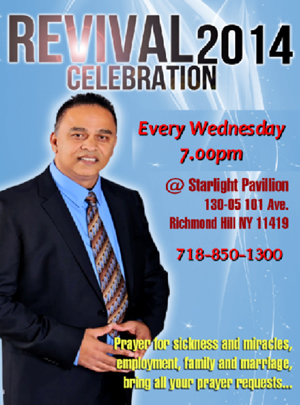 REVIVAL 2014
CELEBRATION
Every Wednesday
7.00pm
@ Starlight Pavillion
130-05 101 Ave.
Richmond Hill NY 11419
718-850-1300
Prayer for sickness and miracles,
employment, family and marriage,
bring all your prayer requests...